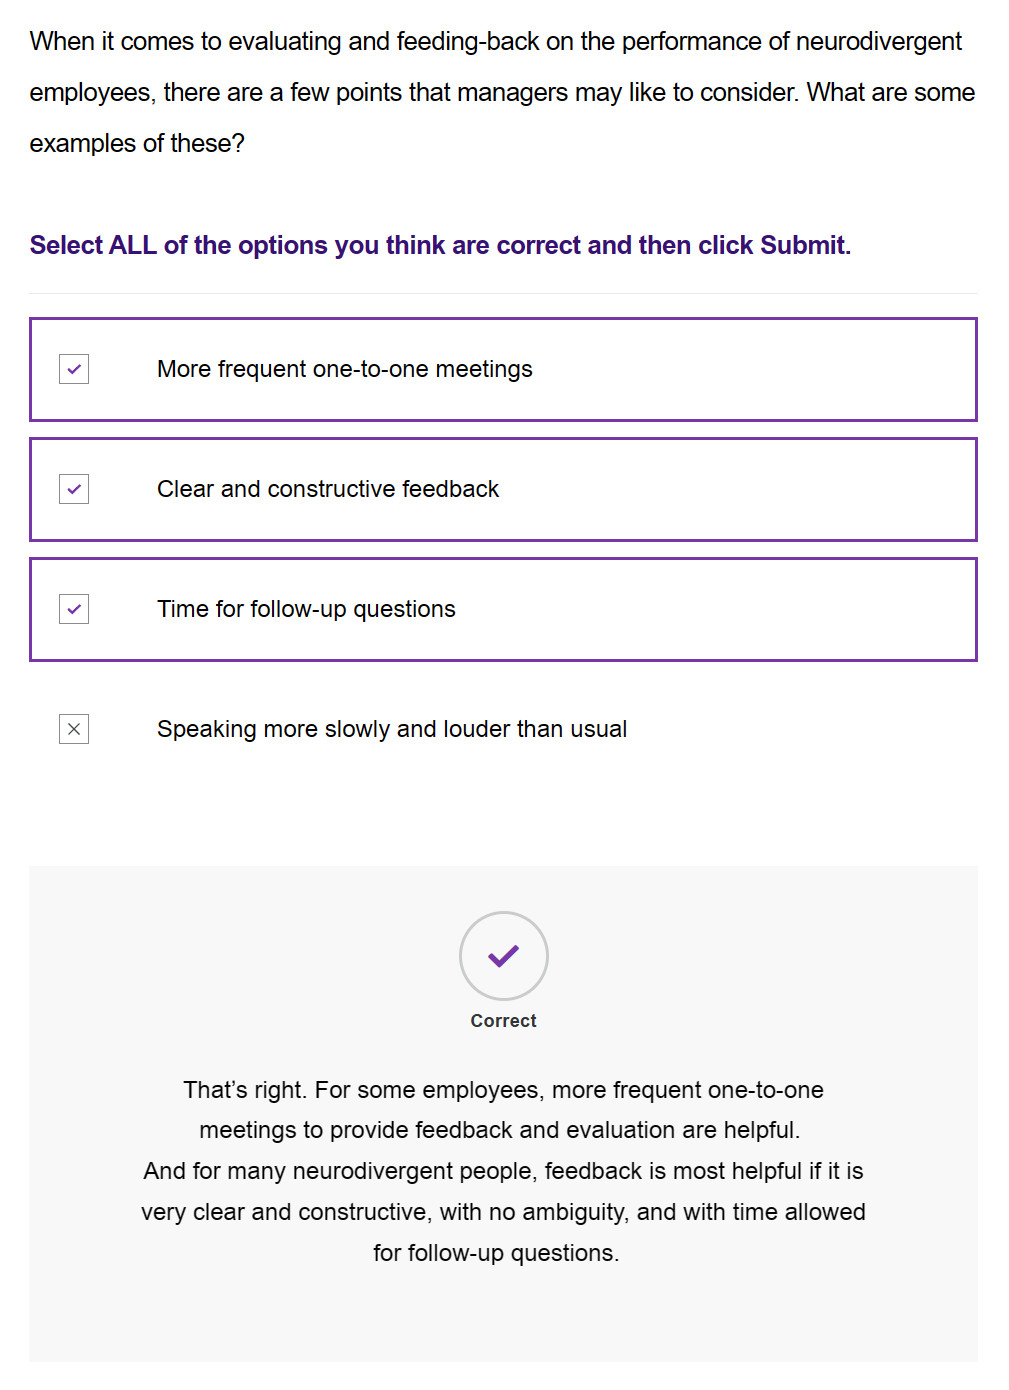 When it comes to evaluating and feeding-back on the performance of neurodivergent
employees, there are a few points that managers may like to consider. What are some
examples of these?
Select ALL of the options you think are correct and then click Submit.
More frequent one-to-one meetings
Clear and constructive feedback
Time for follow-up questions
Speaking more slowly and louder than usual
Correct
That’s right. For some employees, more frequent one-to-one
meetings to provide feedback and evaluation are helpful.
And for many neurodivergent people, feedback is most helpful if it is
very clear and constructive, with no ambiguity, and with time allowed
for follow-up questions.